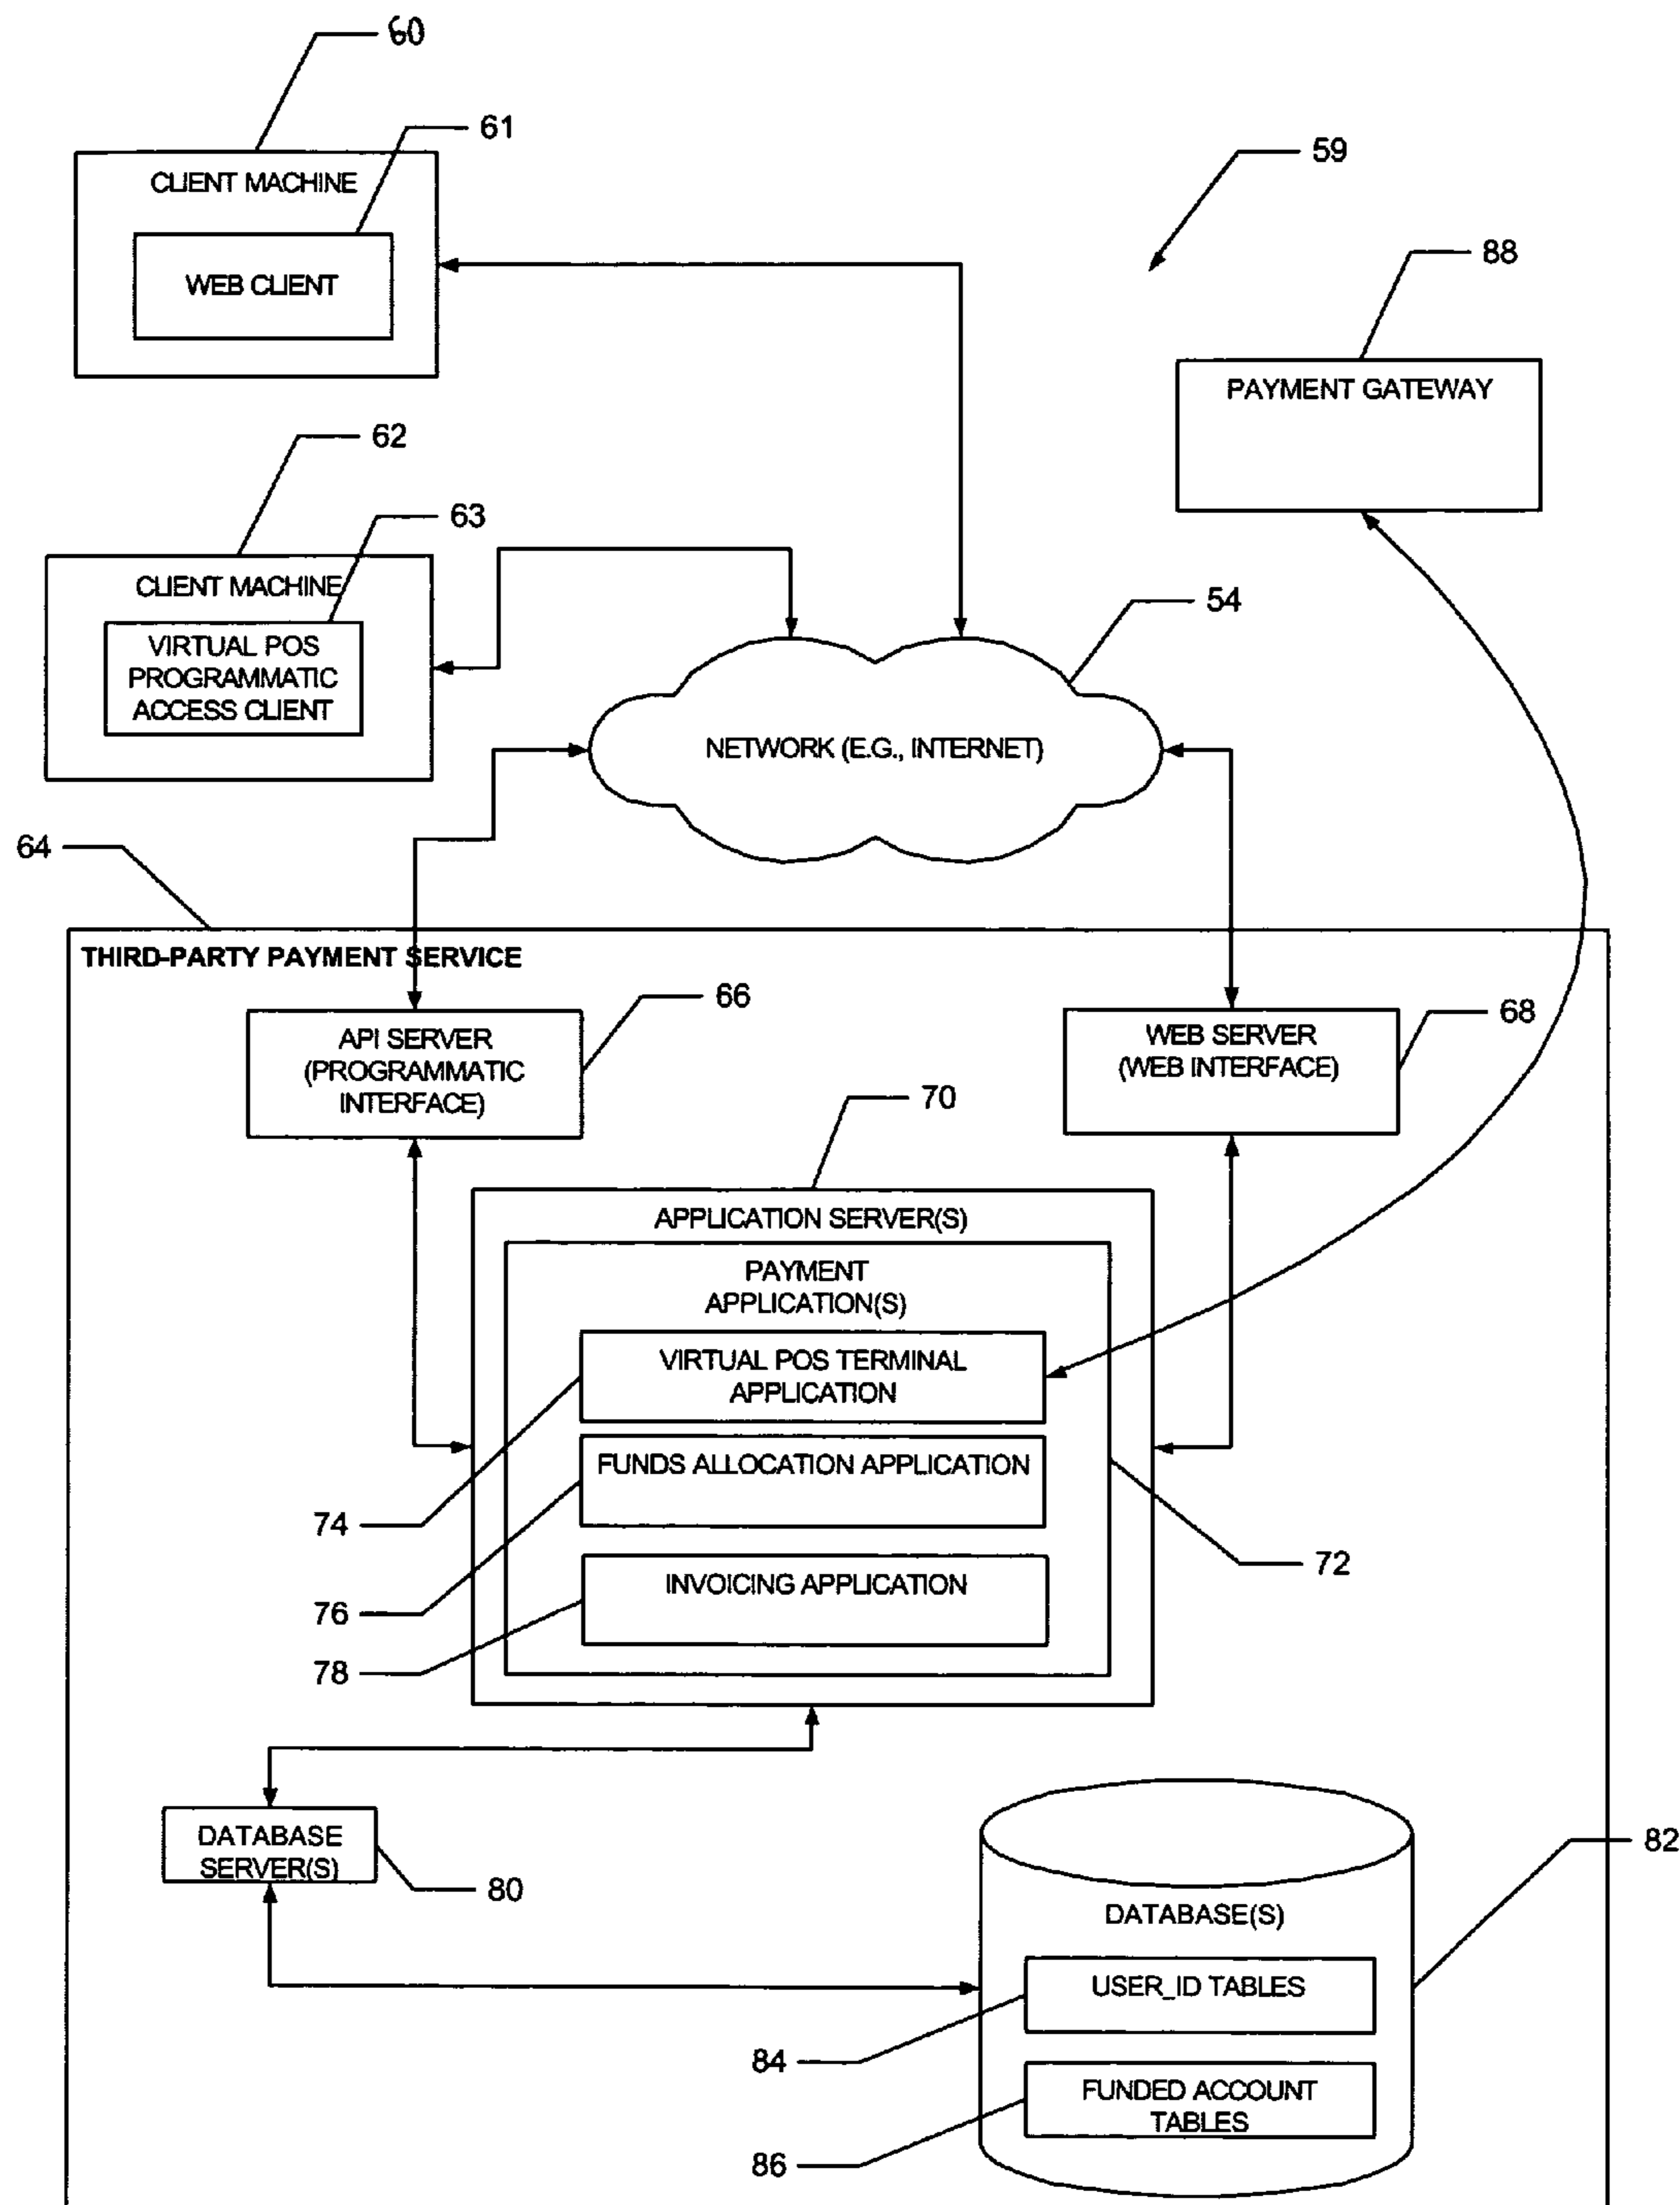 60
61
CLIENT MACHINE
WEB CLIENT
59
88
PAYMENT GATEWAY
62
63
CLIENT MACHINE
VIRTUAL POS
PROGRAMMATIC
ACCESS CLIENT
54
NETWORK (E.G., INTERNET)
64
THIRD-PARTY PAYMENT SERVICE
66
API SERVER
(PROGRAMMATIC
INTERFACE)
68
WEB SERVER
(WEB INTERFACE)
70
APPLICATION SERVER(S)
PAYMENT
APPLICATION(S)
VIRTUAL POS TERMINAL
APPLICATION
FUNDS ALLOCATION APPLICATION
74
72
INVOICING APPLICATION
76
78
DATABASE
SERVER(S)
80
82
DATABASE(S)
USER_ID TABLES
84
FUNDED ACCOUNT
TABLES
86